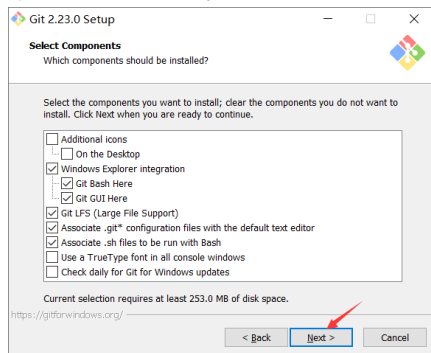 Git 2.23.0 Setup
Select Components
Which components should be installed?
Select the components you want to install; clear the components you do not want to
install. Click Next when you are ready to continue.
Additional icons
On the Desktop
Windows Explorer integration
Git Bash Here
Git GUI Here
Git LFS (Large File Support)
Associate .git* configuration files with the default text editor
Associate .sh files to be run with Bash
Use a TrueType font in all console windows
Check daily for Git for Windows updates
Current selection requires at least 253.0 MB of disk space.
https://gitforwindows.org/
< Back Next > Cancel